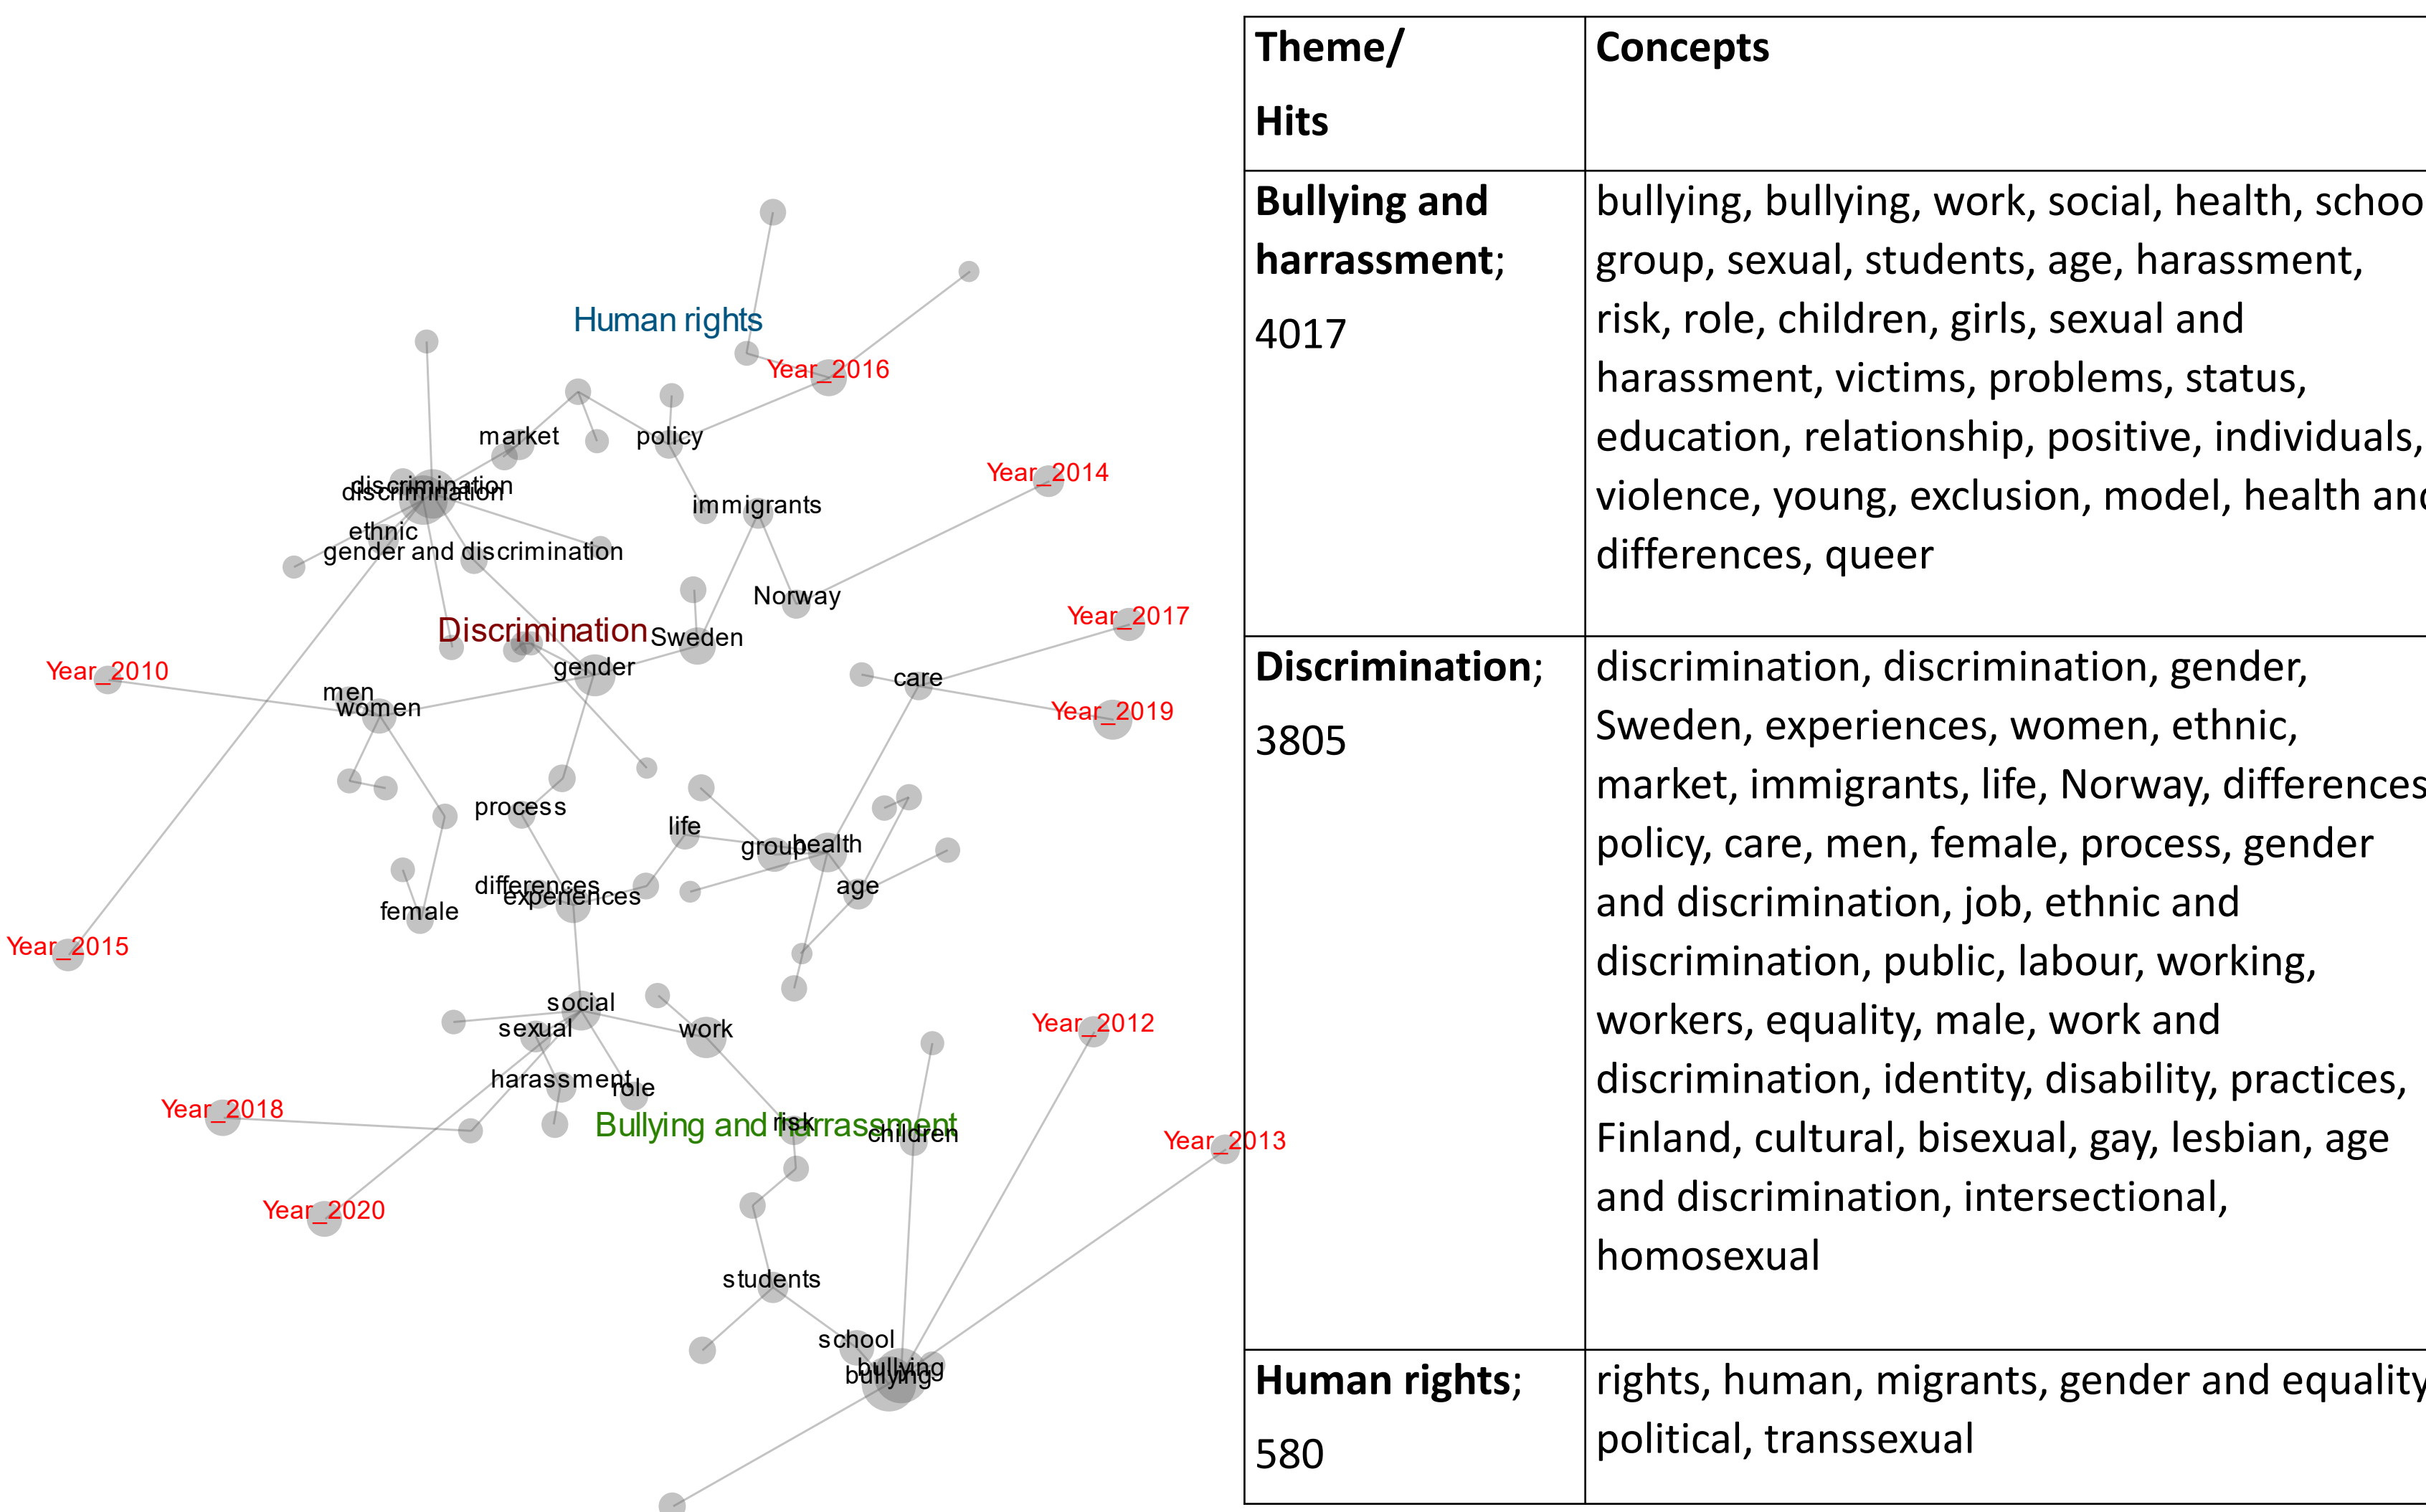 Human rights
Year_2016
market
policy
Year_2014
discrimination
discrimination
immigrants
ethnic
gender and discrimination
Norway
Year_2017
Discrimination
Sweden
gender
Year_2010
care
men
women
Year_2019
process
life
group
health
differences
experiences
age
female
Year_2015
social
sexual
work
Year_2012
harassment
role
Year_2018
Bullying and harrassment
risk
children
Year_2013
Year_2020
students
school
bullying
bullying
Theme/
Hits
Concepts
Bullying and
harrassment;
4017
bullying, bullying, work, social, health, schoo
group, sexual, students, age, harassment,
risk, role, children, girls, sexual and
harassment, victims, problems, status,
education, relationship, positive, individuals,
violence, young, exclusion, model, health and
differences, queer
Discrimination;
3805
discrimination, discrimination, gender,
Sweden, experiences, women, ethnic,
market, immigrants, life, Norway, differences
policy, care, men, female, process, gender
and discrimination, job, ethnic and
discrimination, public, labour, working,
workers, equality, male, work and
discrimination, identity, disability, practices,
Finland, cultural, bisexual, gay, lesbian, age
and discrimination, intersectional,
homosexual
Human rights;
580
rights, human, migrants, gender and equality
political, transsexual